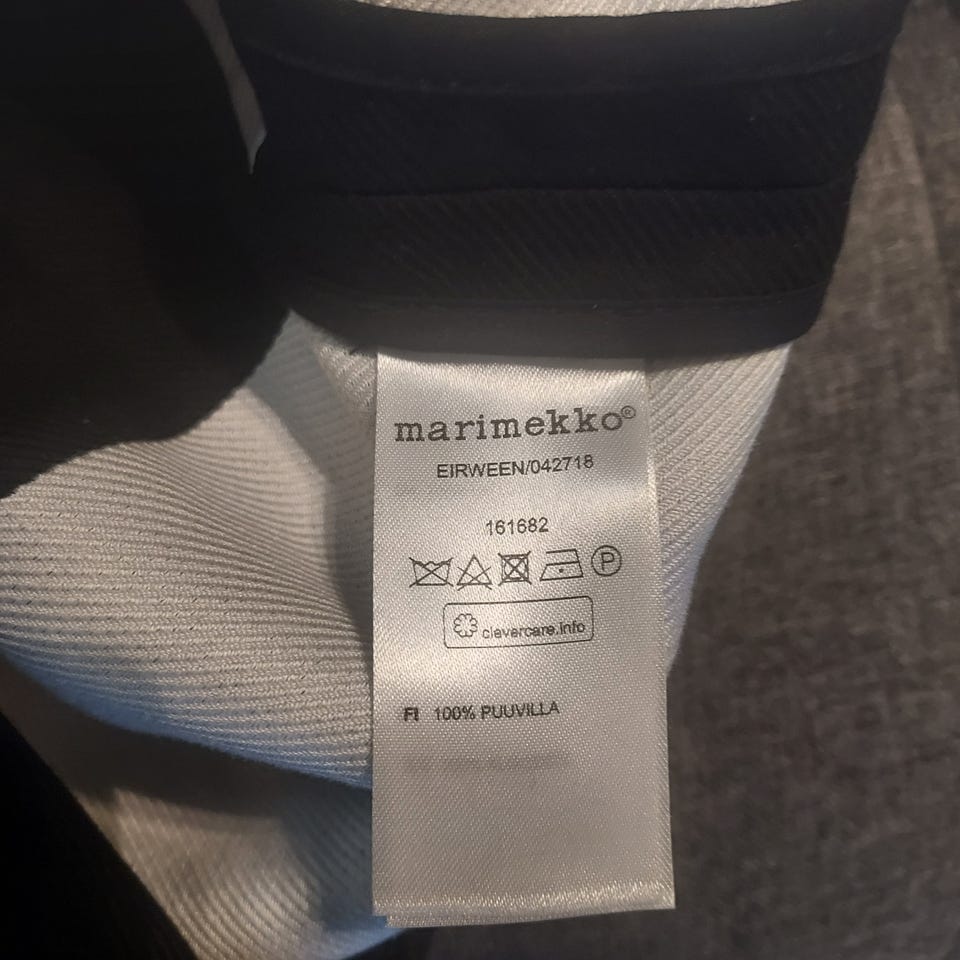 marimekko®
EIRWEEN/042718
161682
P
clevercare.info
FI 100% PUUVILLA